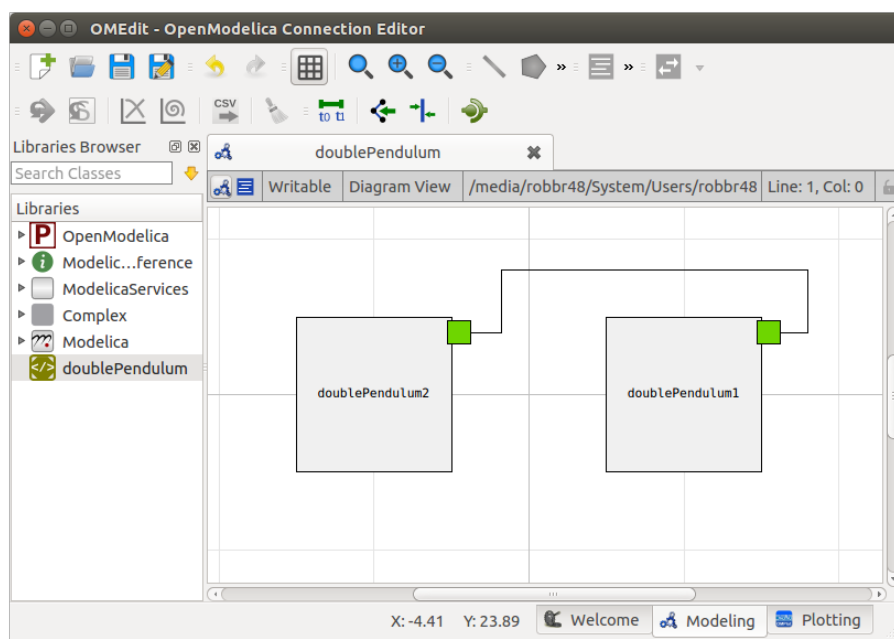 OMEdit - OpenModelica Connection Editor
»
»
CSV
to t1
Libraries Browser
doublePendulum
Search Classes
Writable
Diagram View
/media/robbr48/System/Users/robbr48
Line: 1, Col: 0
Libraries
P OpenModelica
i Modelic...ference
ModelicaServices
Complex
Modelica
</> doublePendulum
doublePendulum2
doublePendulum1
X: -4.41
Y: 23.89
Welcome
Modeling
Plotting